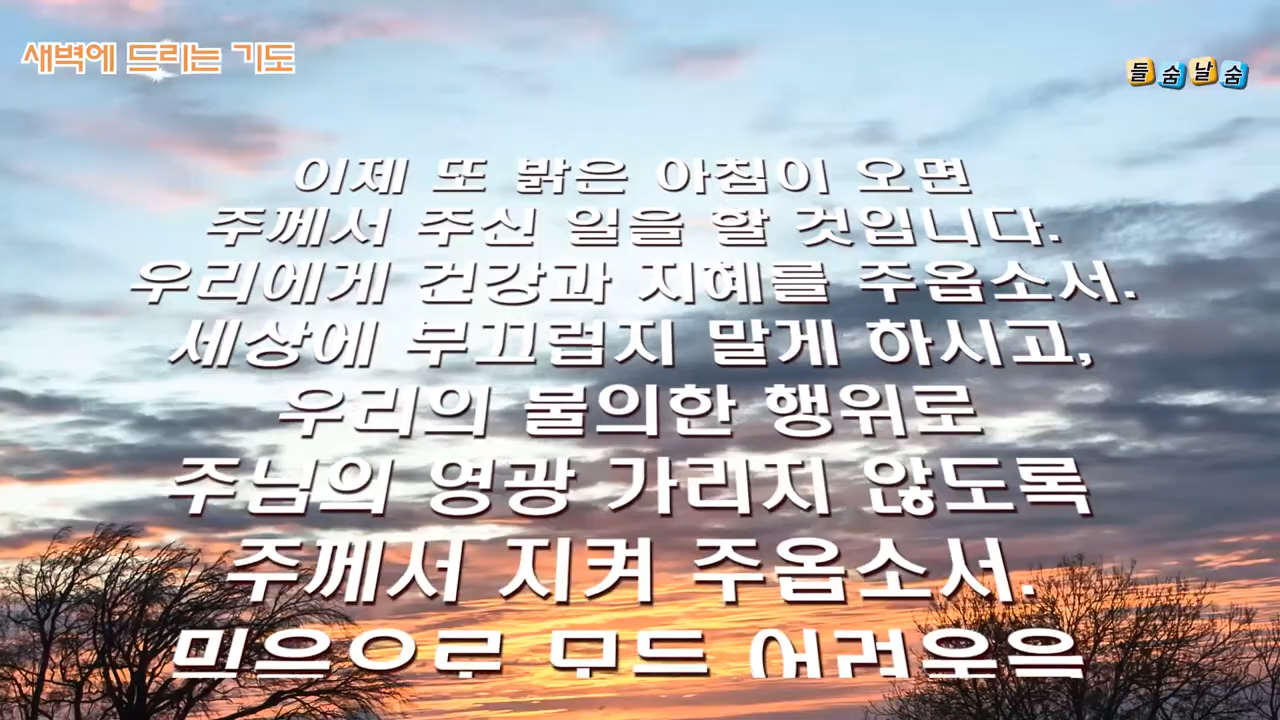 새벽에 드리는 기도
들숨날숨
이제 또 밝은 아침이 오면
주께서 주신 일을 할 것입니다.
우리에게 건강과 지혜를 주옵소서.
세상에 부끄럽지 말게 하시고,
우리의 불의한 행위로
주님의 영광 가리지 않도록
주께서 지켜 주옵소서.
믿음으로 모든 어려움을